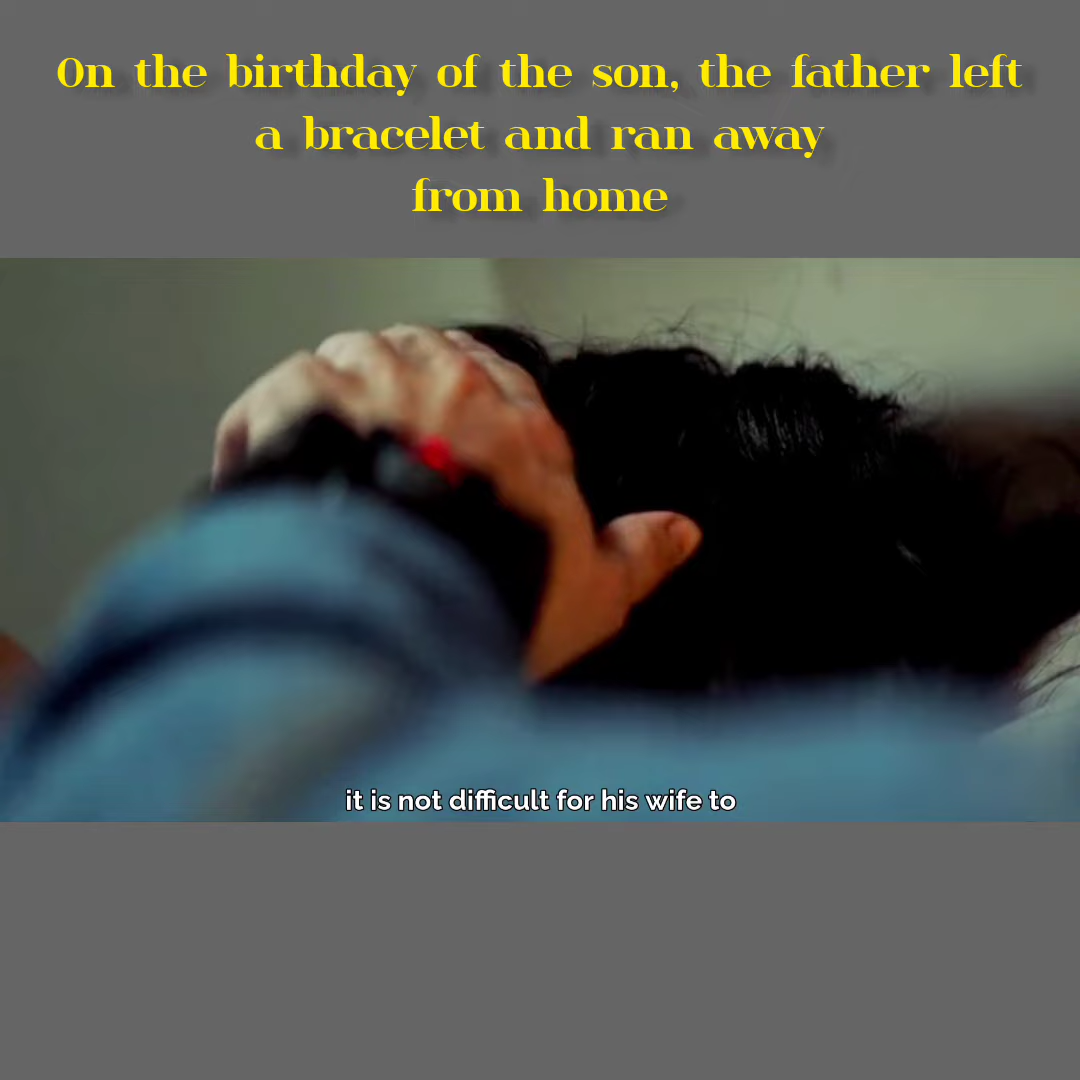 On the birthday of the son, the father left
a bracelet and ran away
from home
it is not difficult for his wife to